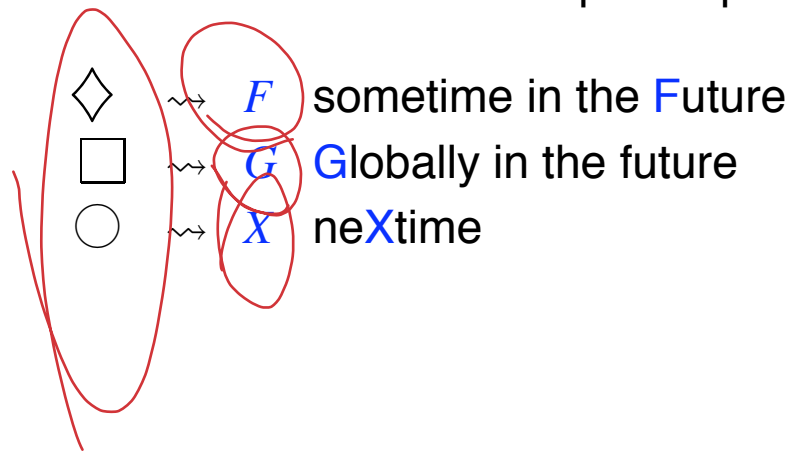 ◇ ⇝ F sometime in the Future
□ ⇝ G Globally in the future
○ ⇝ X neXtime